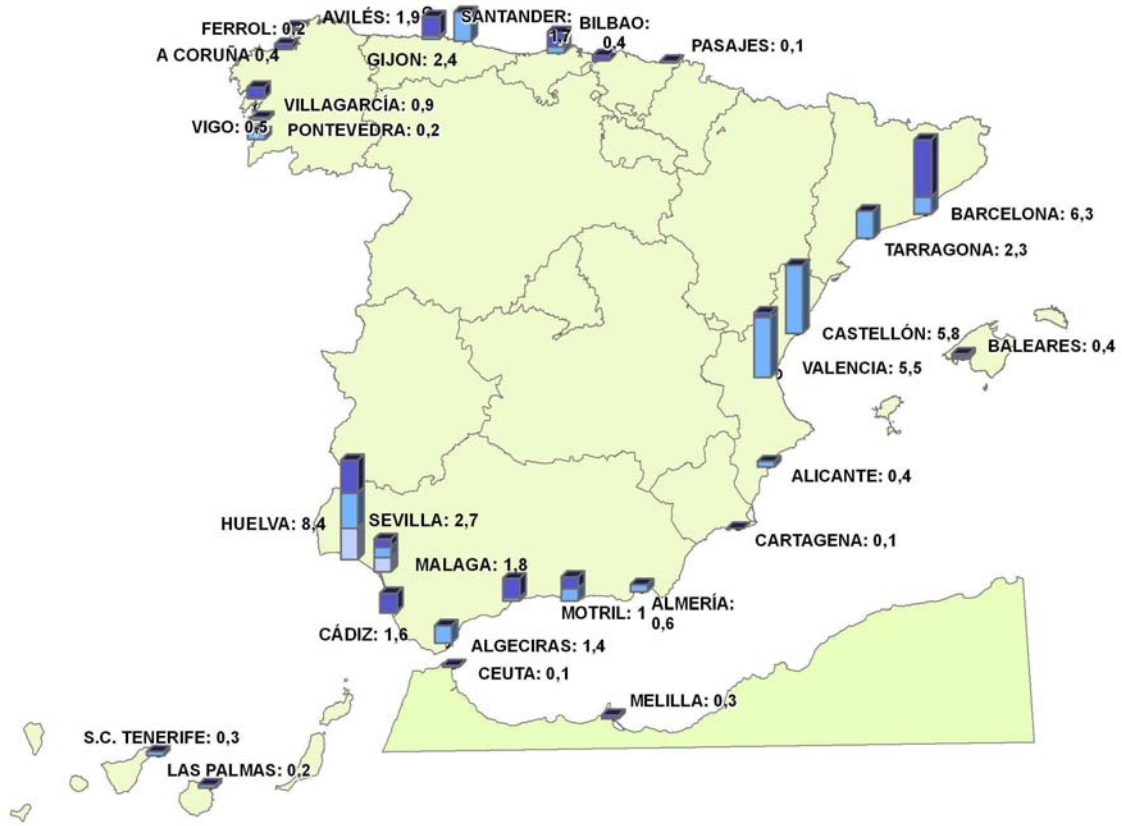 AVILÉS: 1,9
SANTANDER:
1,7
BILBAO:
0,4
FERROL: 0,2
PASAJES: 0,1
A CORUÑA 0,4
GIJON: 2,4
VILLAGARCÍA: 0,9
VIGO: 0,5
PONTEVEDRA: 0,2
BARCELONA: 6,3
TARRAGONA: 2,3
CASTELLÓN: 5,8
BALEARES: 0,4
VALENCIA: 5,5
ALICANTE: 0,4
HUELVA: 8,4
SEVILLA: 2,7
CARTAGENA: 0,1
MALAGA: 1,8
MOTRIL: 1
ALMERÍA:
0,6
CÁDIZ: 1,6
ALGECIRAS: 1,4
CEUTA: 0,1
MELILLA: 0,3
S.C. TENERIFE: 0,3
LAS PALMAS: 0,2